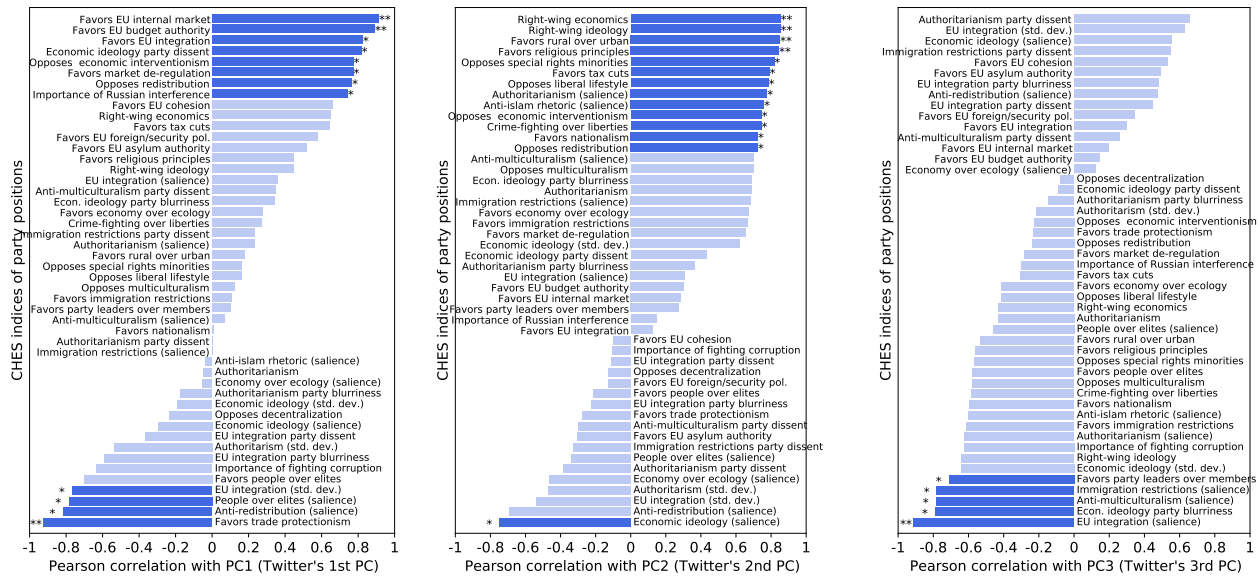 CHES indices of party positions
Favors EU internal market **
Favors EU budget authority **
Favors EU integration *
Economic ideology party dissent *
Opposes  economic interventionism *
Favors market de-regulation *
Opposes redistribution *
Importance of Russian interference *
Favors EU cohesion
Right-wing economics
Favors tax cuts
Favors EU foreign/security pol.
Favors EU asylum authority
Favors religious principles
Right-wing ideology
EU integration (salience)
Anti-multiculturalism party dissent
Econ. ideology party blurriness
Favors economy over ecology
Crime-fighting over liberties
Immigration restrictions party dissent
Authoritarianism (salience)
Favors rural over urban
Opposes special rights minorities
Opposes liberal lifestyle
Opposes multiculturalism
Favors immigration restrictions
Favors party leaders over members
Anti-multiculturalism (salience)
Favors nationalism
Authoritarianism party dissent
Immigration restrictions (salience)
Anti-islam rhetoric (salience)
Authoritarianism
Economy over ecology (salience)
Authoritarianism party blurriness
Economic ideology (std. dev.)
Opposes decentralization
Economic ideology (salience)
EU integration party dissent
Authoritarism (std. dev.)
EU integration party blurriness
Importance of fighting corruption
Favors people over elites
* EU integration (std. dev.)
* People over elites (salience)
* Anti-redistribution (salience)
** Favors trade protectionism
-1 -0.8 -0.6 -0.4 -0.2 0 0.2 0.4 0.6 0.8 1
Pearson correlation with PC1 (Twitter's 1st PC)
CHES indices of party positions
Right-wing economics **
Right-wing ideology **
Favors rural over urban **
Favors religious principles **
Opposes special rights minorities *
Favors tax cuts *
Opposes liberal lifestyle *
Authoritarianism (salience) *
Anti-islam rhetoric (salience) *
Opposes  economic interventionism *
Crime-fighting over liberties *
Favors nationalism *
Opposes redistribution *
Anti-multiculturalism (salience)
Opposes multiculturalism
Econ. ideology party blurriness
Authoritarianism
Immigration restrictions (salience)
Favors economy over ecology
Favors immigration restrictions
Favors market de-regulation
Economic ideology (std. dev.)
Economic ideology party dissent
Authoritarianism party blurriness
EU integration (salience)
Favors EU budget authority
Favors EU internal market
Favors party leaders over members
Importance of Russian interference
Favors EU integration
Favors EU cohesion
Importance of fighting corruption
EU integration party dissent
Opposes decentralization
Favors EU foreign/security pol.
Favors people over elites
EU integration party blurriness
Favors trade protectionism
Anti-multiculturalism party dissent
Favors EU asylum authority
Immigration restrictions party dissent
People over elites (salience)
Authoritarianism party dissent
Economy over ecology (salience)
Authoritarism (std. dev.)
EU integration (std. dev.)
Anti-redistribution (salience)
* Economic ideology (salience)
-1 -0.8 -0.6 -0.4 -0.2 0 0.2 0.4 0.6 0.8 1
Pearson correlation with PC2 (Twitter's 2nd PC)
CHES indices of party positions
Authoritarianism party dissent
EU integration (std. dev.)
Economic ideology (salience)
Immigration restrictions party dissent
Favors EU cohesion
Favors EU asylum authority
EU integration party blurriness
Anti-redistribution (salience)
EU integration party dissent
Favors EU foreign/security pol.
Favors EU integration
Anti-multiculturalism party dissent
Favors EU internal market
Favors EU budget authority
Economy over ecology (salience)
Opposes decentralization
Economic ideology party dissent
Authoritarianism party blurriness
Authoritarism (std. dev.)
Opposes  economic interventionism
Favors trade protectionism
Opposes redistribution
Favors market de-regulation
Importance of Russian interference
Favors tax cuts
Favors economy over ecology
Opposes liberal lifestyle
Right-wing economics
Authoritarianism
People over elites (salience)
Favors rural over urban
Favors religious principles
Opposes special rights minorities
Favors people over elites
Opposes multiculturalism
Crime-fighting over liberties
Favors nationalism
Anti-islam rhetoric (salience)
Favors immigration restrictions
Authoritarianism (salience)
Importance of fighting corruption
Right-wing ideology
Economic ideology (std. dev.)
* Favors party leaders over members
* Immigration restrictions (salience)
* Anti-multiculturalism (salience)
* Econ. ideology party blurriness
** EU integration (salience)
-1 -0.8 -0.6 -0.4 -0.2 0 0.2 0.4 0.6 0.8 1
Pearson correlation with PC3 (Twitter's 3rd PC)